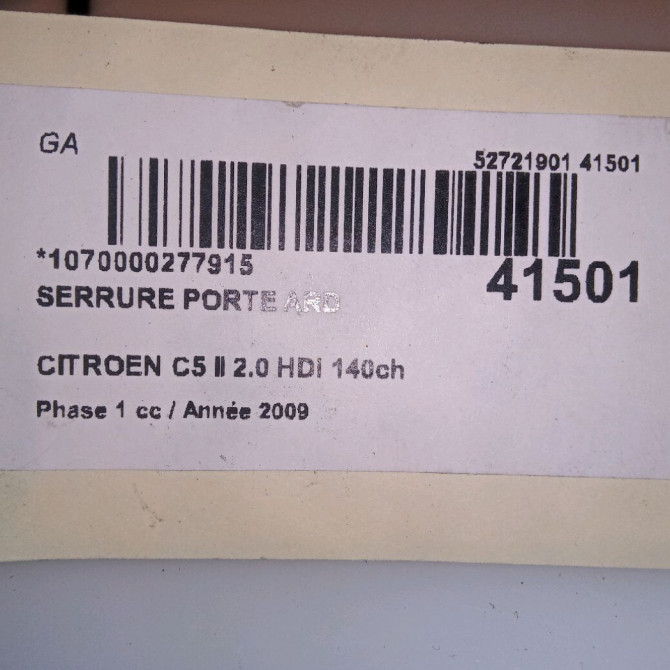 GA
52721901 41501
*1070000277915
41501
SERRURE PORTE ARD
CITROEN C5 II 2.0 HDI 140ch
Phase 1 cc / Année 2009